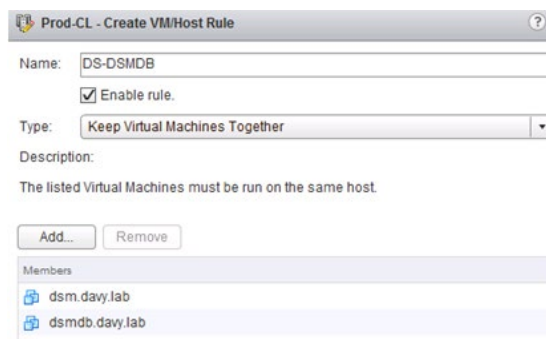 Prod-CL - Create VM/Host Rule ?
Name: DS-DSMDB
Enable rule.
Type: Keep Virtual Machines Together
Description:
The listed Virtual Machines must be run on the same host.
Add... Remove
Members
dsm.davy.lab
dsmdb.davy.lab